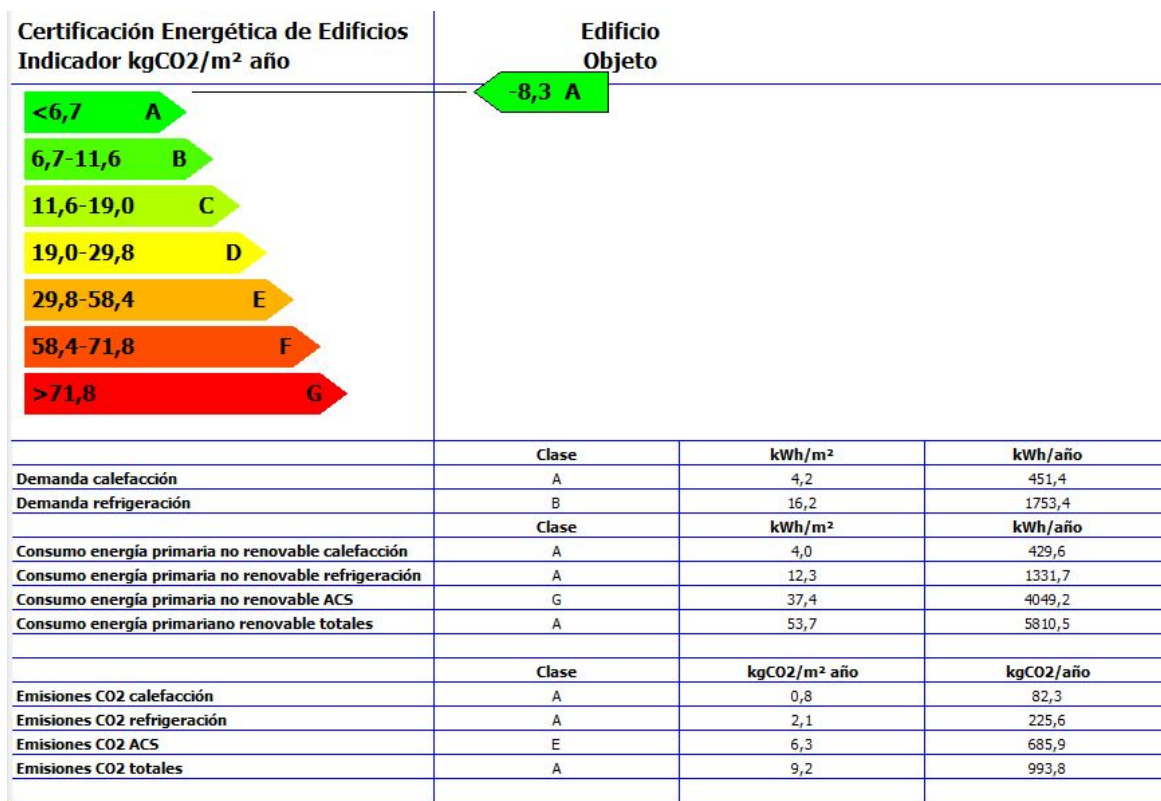 Certificación Energética de Edificios
Indicador kgCO2/m² año
Edificio
Objeto
-8,3 A
<6,7 A
6,7-11,6 B
11,6-19,0 C
19,0-29,8 D
29,8-58,4 E
58,4-71,8 F
>71,8 G
Clase kWh/m² kWh/año
Demanda calefacción A 4,2 451,4
Demanda refrigeración B 16,2 1753,4
Clase kWh/m² kWh/año
Consumo energía primaria no renovable calefacción A 4,0 429,6
Consumo energía primaria no renovable refrigeración A 12,3 1331,7
Consumo energía primaria no renovable ACS G 37,4 4049,2
Consumo energía primariano renovable totales A 53,7 5810,5
Clase kgCO2/m² año kgCO2/año
Emisiones CO2 calefacción A 0,8 82,3
Emisiones CO2 refrigeración A 2,1 225,6
Emisiones CO2 ACS E 6,3 685,9
Emisiones CO2 totales A 9,2 993,8